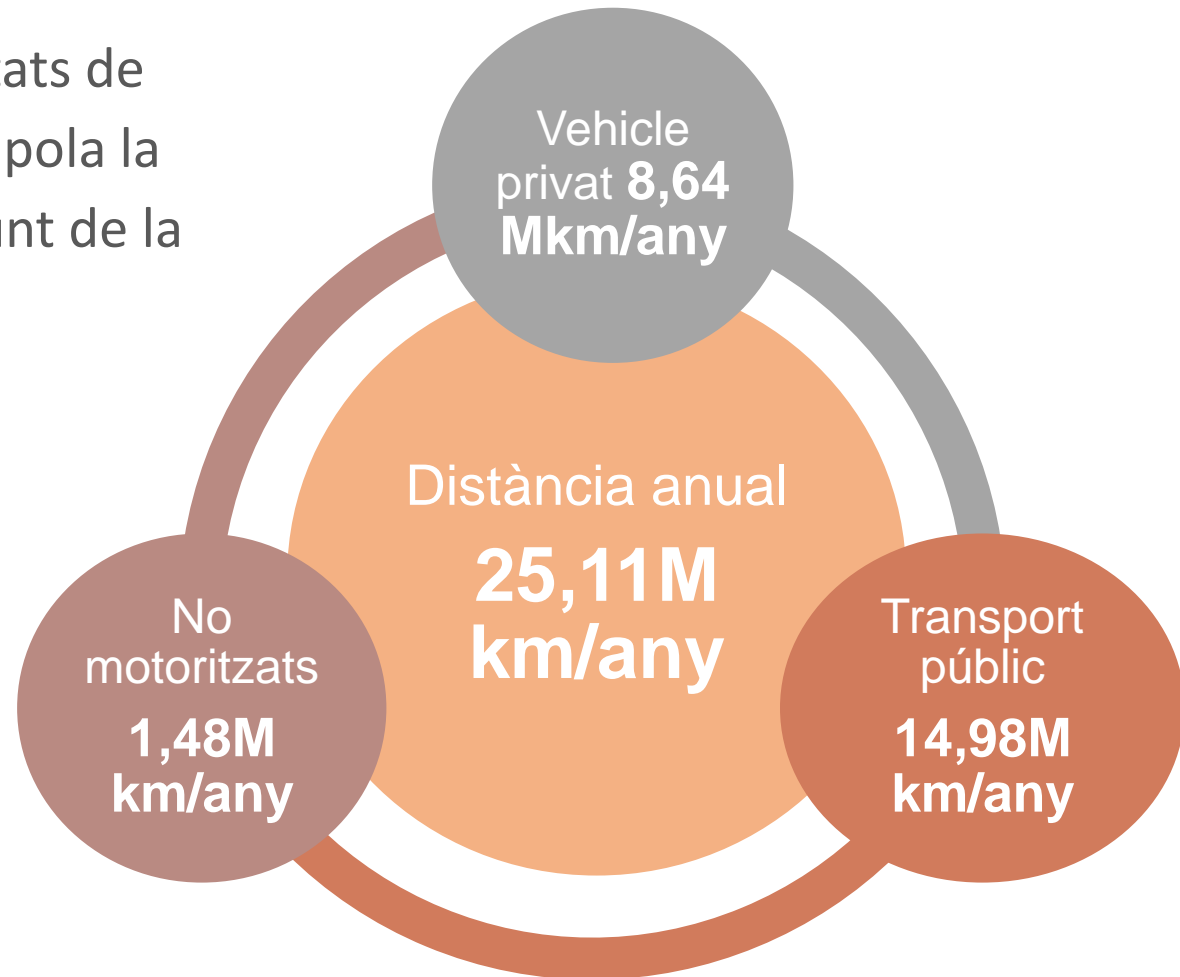 tats de
pola la
unt de la
Vehicle
privat 8,64
Mkm/any
Distància anual
25,11M
km/any
No
motoritzats
1,48M
km/any
Transport
públic
14,98M
km/any